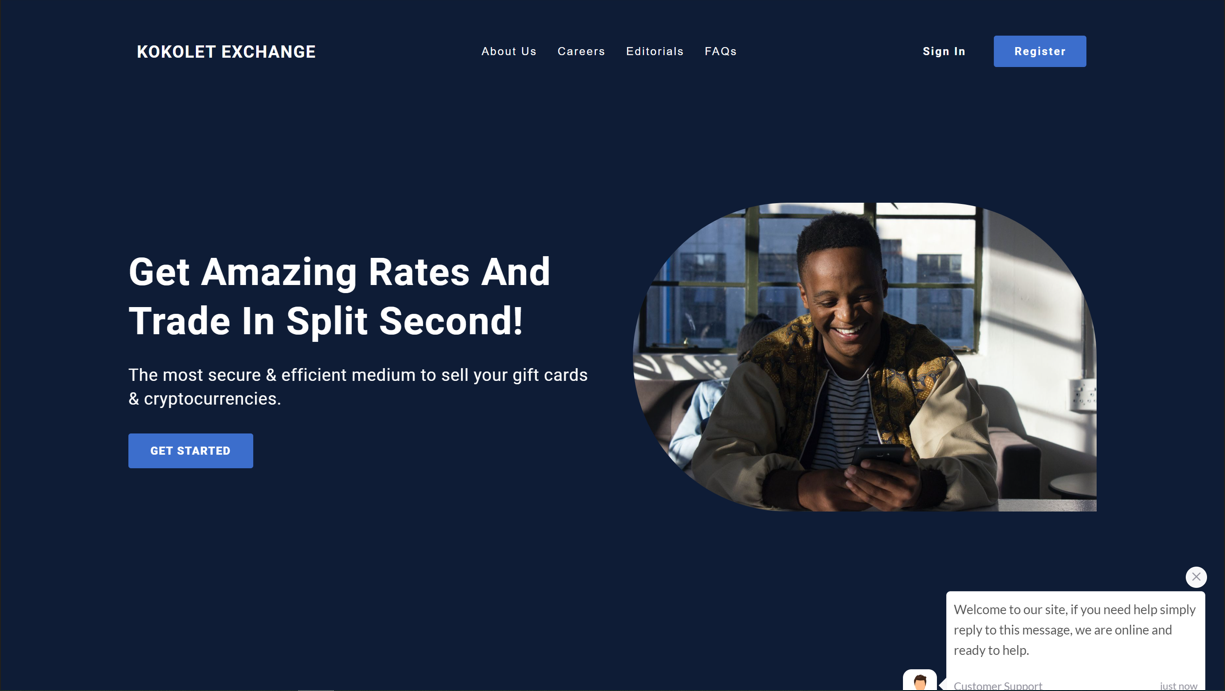 KOKOLET EXCHANGE
About Us Careers Editorials FAQs
Sign In Register
Get Amazing Rates And
Trade In Split Second!
The most secure & efficient medium to sell your gift cards
& cryptocurrencies.
GET STARTED
Welcome to our site, if you need help simply
reply to this message, we are online and
ready to help.
Customer Support just now